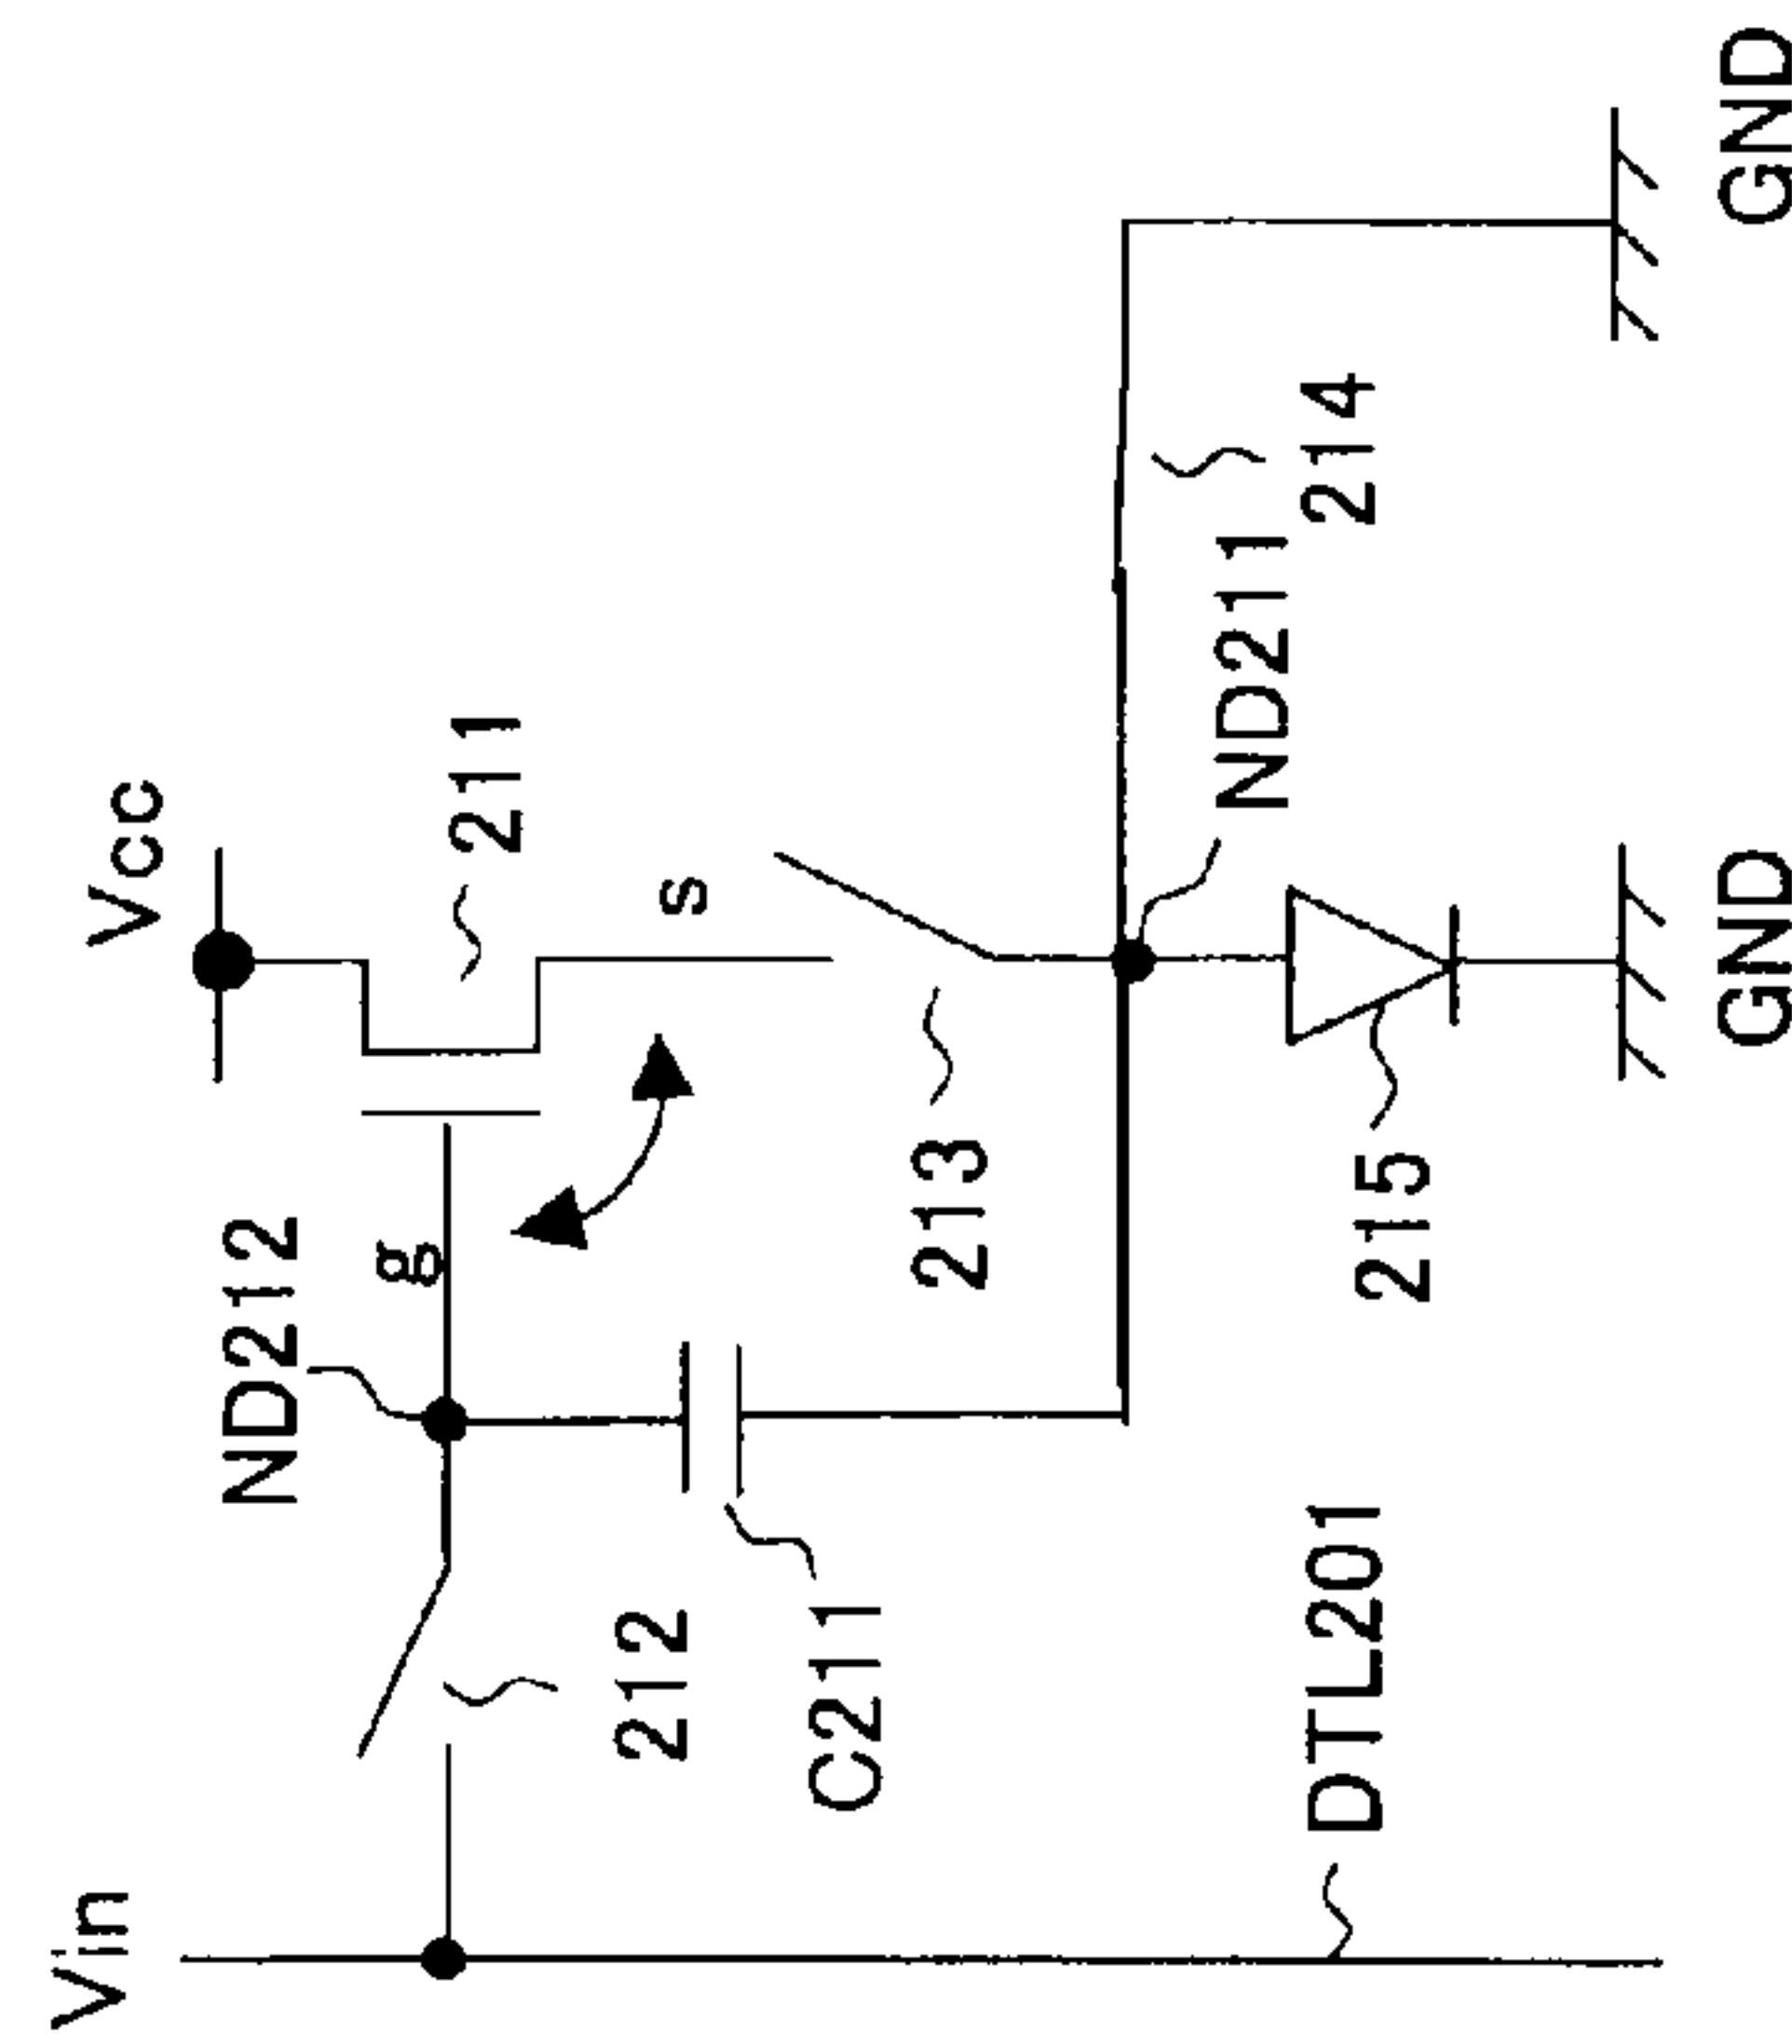 Vcc
211
s
ND212
g
213
Vin
212
C211
ND211
214
215
DTL201
GND
GND